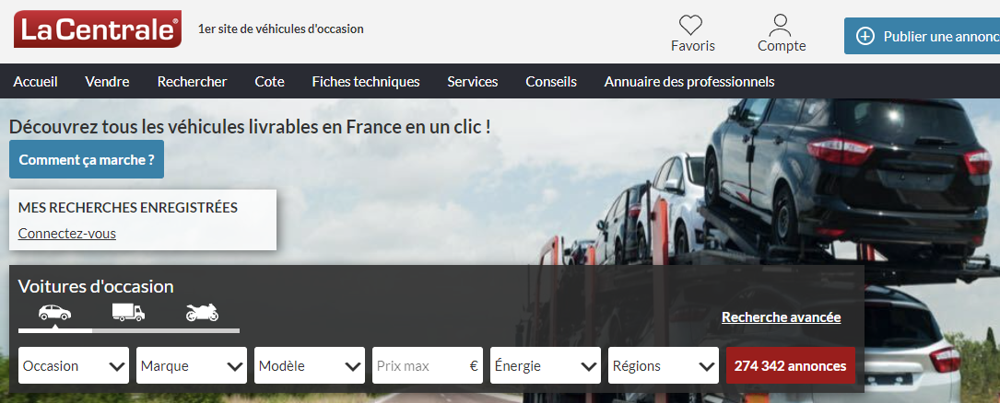 LaCentrale®
1er site de véhicules d'occasion
Favoris
Compte
Publier une annonc
Accueil
Vendre
Rechercher
Cote
Fiches techniques
Services
Conseils
Annuaire des professionnels
Découvrez tous les véhicules livrables en France en un clic !
Comment ça marche ?
MES RECHERCHES ENREGISTRÉES
Connectez-vous
Voitures d'occasion
Recherche avancée
Occasion
Marque
Modèle
Prix max €
Énergie
Régions
274 342 annonces